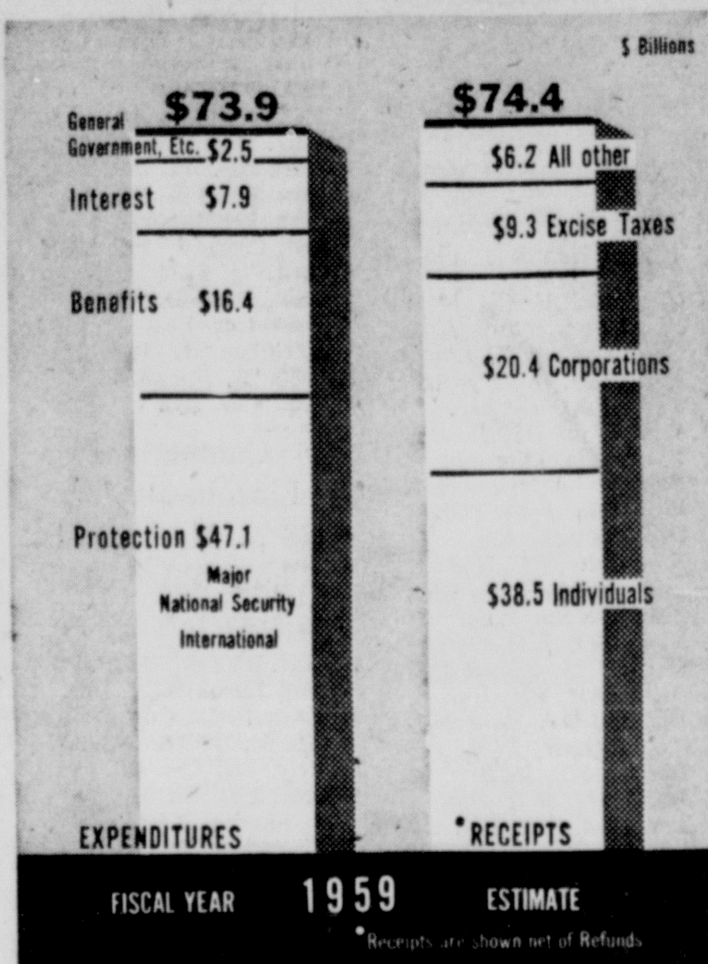 $ Billions
$73.9
General
Government, Etc. $2.5
Interest $7.9
Benefits $16.4
Protection $47.1
Major
National Security
International
EXPENDITURES
$74.4
$6.2 All other
$9.3 Excise Taxes
$20.4 Corporations
$38.5 Individuals
*RECEIPTS
FISCAL YEAR 1959 ESTIMATE
*Receipts are shown net of Refunds